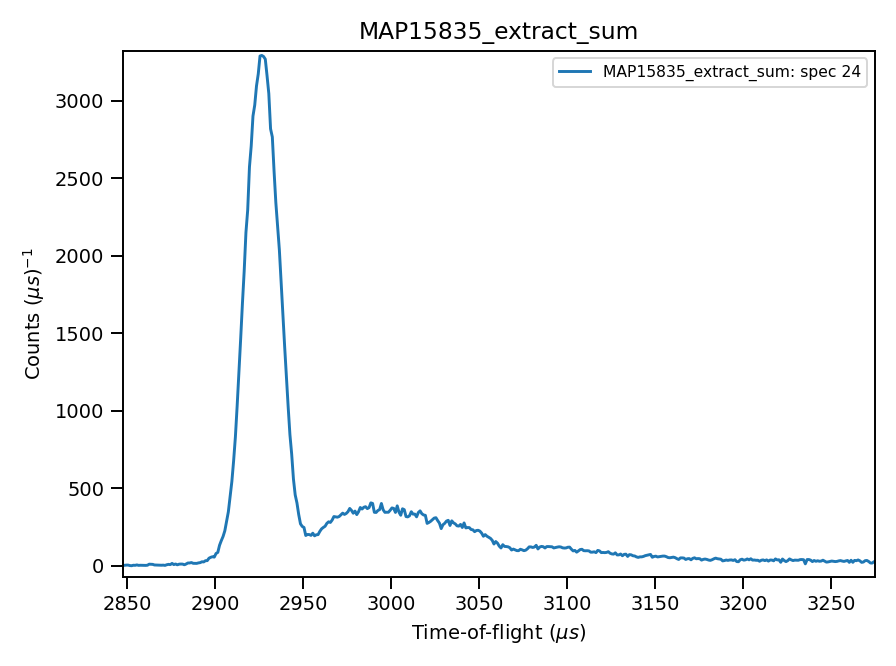 MAP15835_extract_sum
MAP15835_extract_sum: spec 24
Counts (μs)⁻¹
3000
2500
2000
1500
1000
500
0
2850 2900 2950 3000 3050 3100 3150 3200 3250
Time-of-flight (μs)